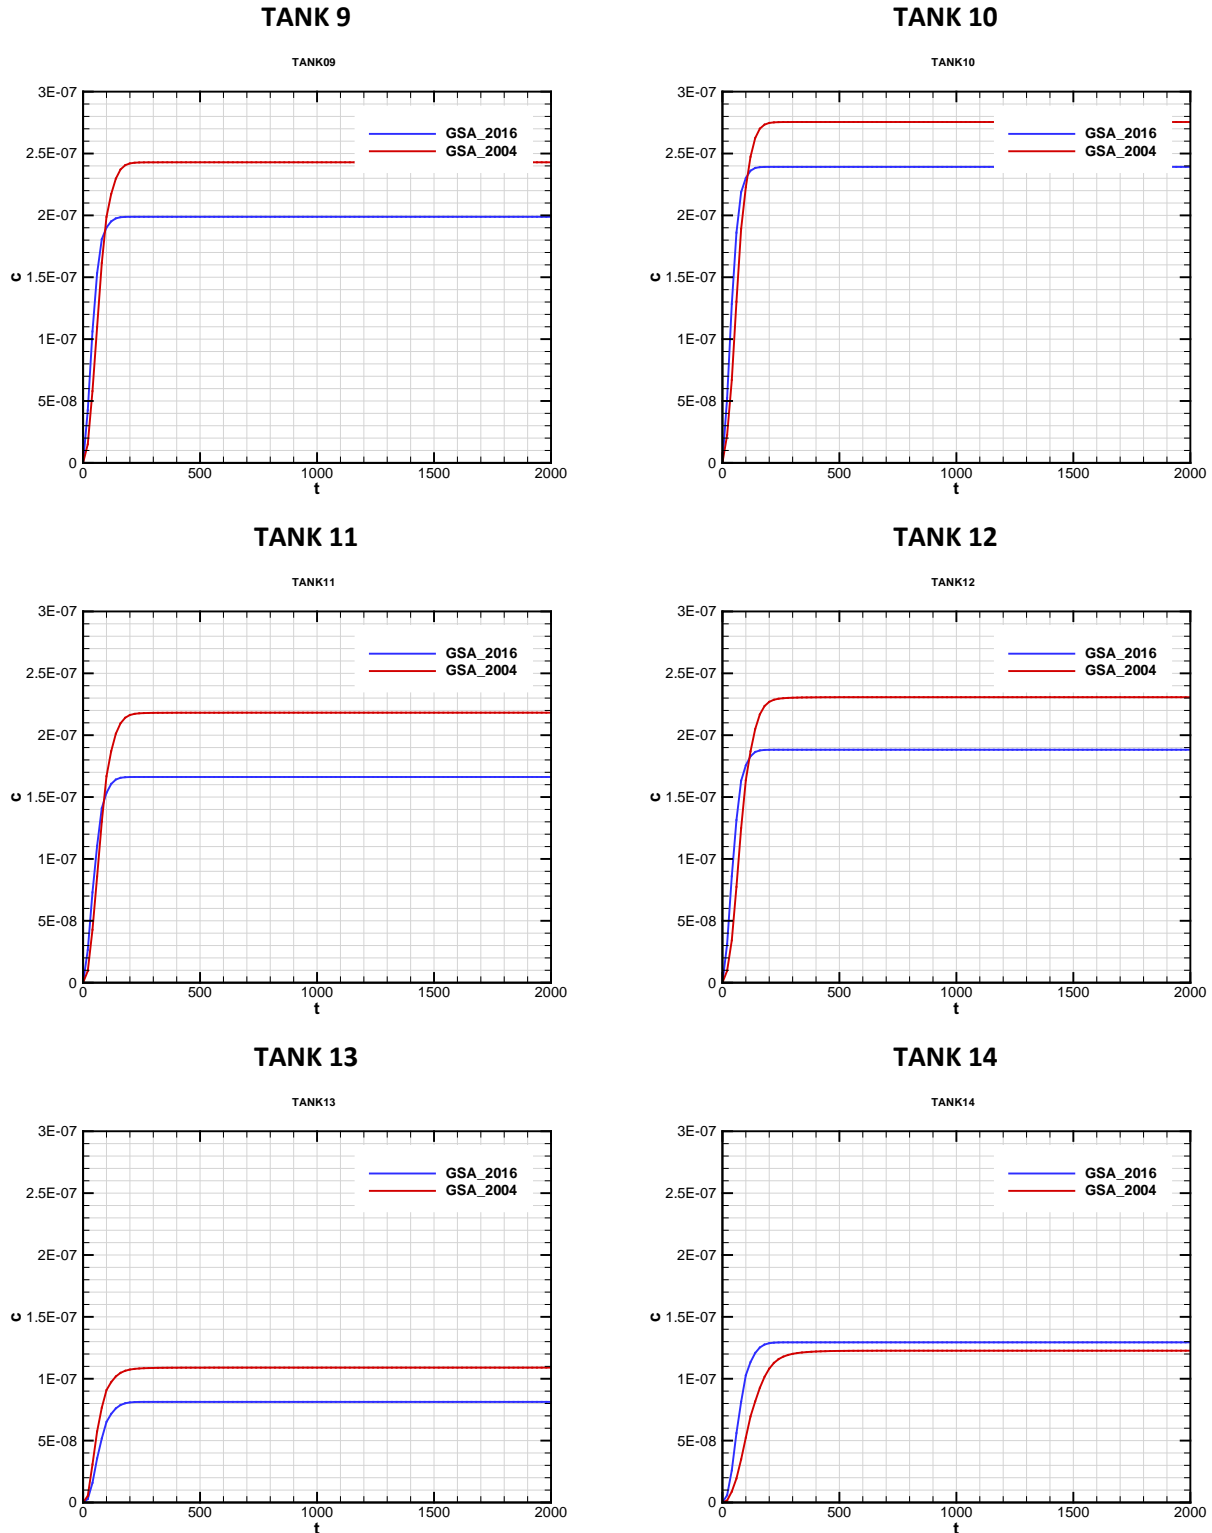 TANK 9
TANK09
3E-07
2.5E-07
2E-07
1.5E-07
1E-07
5E-08
0
c
0 500 1000 1500 2000
t
GSA_2016
GSA_2004
TANK 10
TANK10
3E-07
2.5E-07
2E-07
1.5E-07
1E-07
5E-08
0
c
0 500 1000 1500 2000
t
GSA_2016
GSA_2004
TANK 11
TANK11
3E-07
2.5E-07
2E-07
1.5E-07
1E-07
5E-08
0
c
0 500 1000 1500 2000
t
GSA_2016
GSA_2004
TANK 12
TANK12
3E-07
2.5E-07
2E-07
1.5E-07
1E-07
5E-08
0
c
0 500 1000 1500 2000
t
GSA_2016
GSA_2004
TANK 13
TANK13
3E-07
2.5E-07
2E-07
1.5E-07
1E-07
5E-08
0
c
0 500 1000 1500 2000
t
GSA_2016
GSA_2004
TANK 14
TANK14
3E-07
2.5E-07
2E-07
1.5E-07
1E-07
5E-08
0
c
0 500 1000 1500 2000
t
GSA_2016
GSA_2004